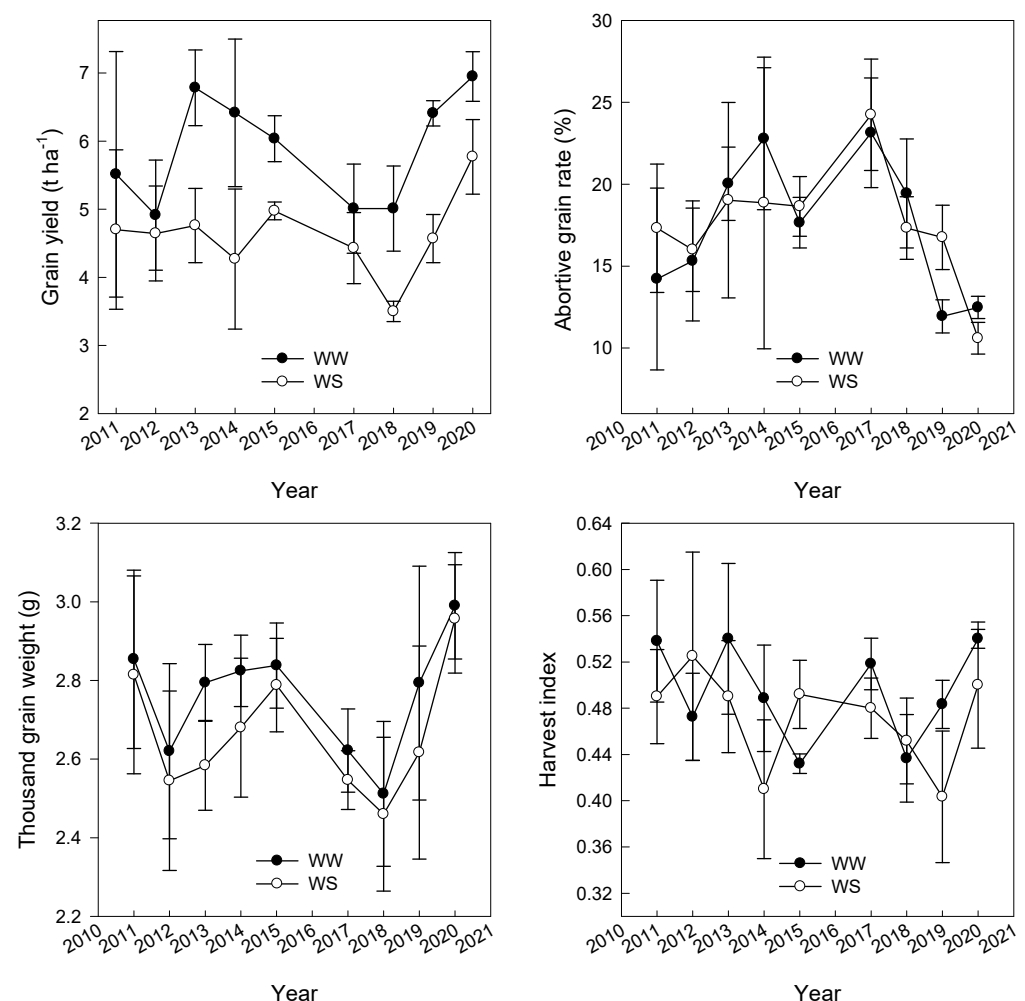 7
6
5
4
3
2
Grain yield (t ha⁻¹)
WW
WS
2011 2012 2013 2014 2015 2016 2017 2018 2019 2020
Year
30
25
20
15
10
Abortive grain rate (%)
WW
WS
2010 2011 2012 2013 2014 2015 2016 2017 2018 2019 2020 2021
Year
3.2
3.0
2.8
2.6
2.4
2.2
Thousand grain weight (g)
WW
WS
2010 2011 2012 2013 2014 2015 2016 2017 2018 2019 2020 2021
Year
0.64
0.60
0.56
0.52
0.48
0.44
0.40
0.36
0.32
Harvest index
WW
WS
2010 2011 2012 2013 2014 2015 2016 2017 2018 2019 2020 2021
Year